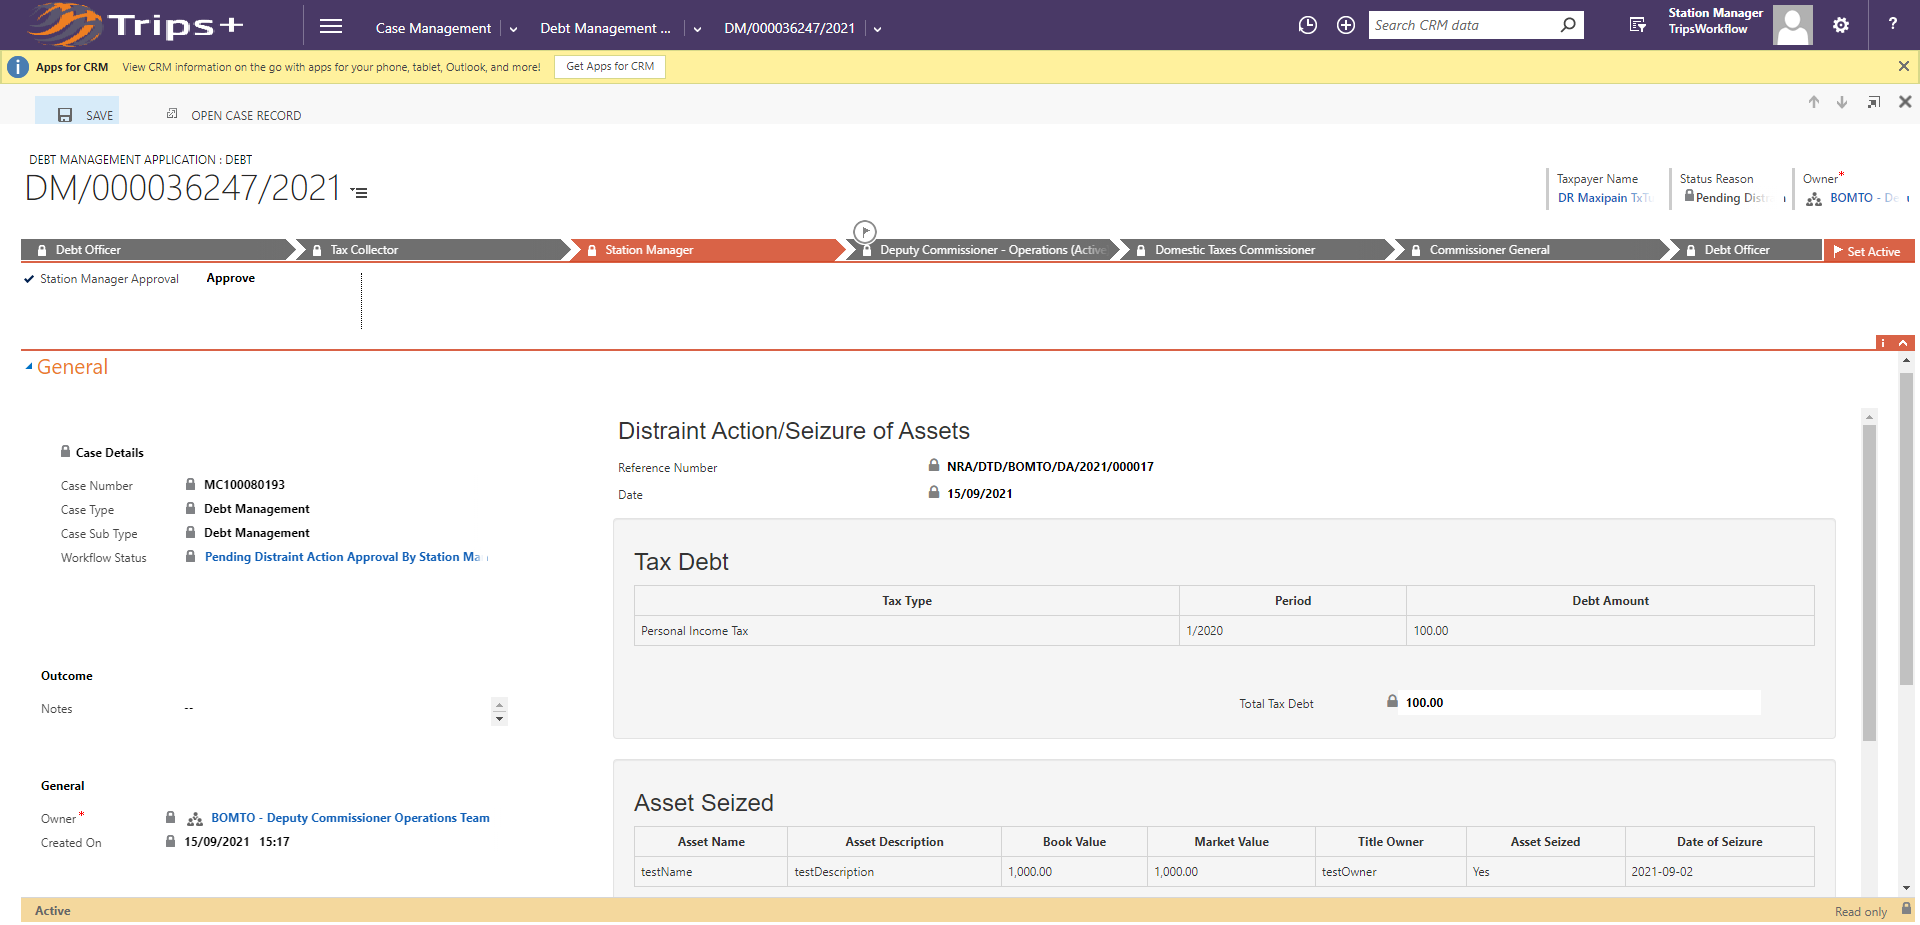 Trips+
Case Management
Debt Management ...
DM/000036247/2021
Search CRM data
Station Manager
TripsWorkflow
?
i
Apps for CRM
View CRM information on the go with apps for your phone, tablet, Outlook, and more!
Get Apps for CRM
SAVE
OPEN CASE RECORD
DEBT MANAGEMENT APPLICATION : DEBT
DM/000036247/2021
Taxpayer Name
DR Maxipain
Status Reason
Pending
Owner*
BOMTO -
Debt Officer
Tax Collector
Station Manager
Deputy Commissioner - Operations (Active
Domestic Taxes Commissioner
Commissioner General
Debt Officer
Set Active
Station Manager Approval
Approve
i
General
Case Details
Case Number
MC100080193
Case Type
Debt Management
Case Sub Type
Debt Management
Workflow Status
Pending Distraint Action Approval By Station
Outcome
Notes
--
General
Owner*
BOMTO - Deputy Commissioner Operations Team
Created On
15/09/2021 15:17
Distraint Action/Seizure of Assets
Reference Number
NRA/DTD/BOMTO/DA/2021/000017
Date
15/09/2021
Tax Debt
Tax Type Period Debt Amount
Personal Income Tax 1/2020 100.00
Total Tax Debt
100.00
Asset Seized
Asset Name Asset Description Book Value Market Value Title Owner Asset Seized Date of Seizure
testName testDescription 1,000.00 1,000.00 testOwner Yes 2021-09-02
Active
Read only